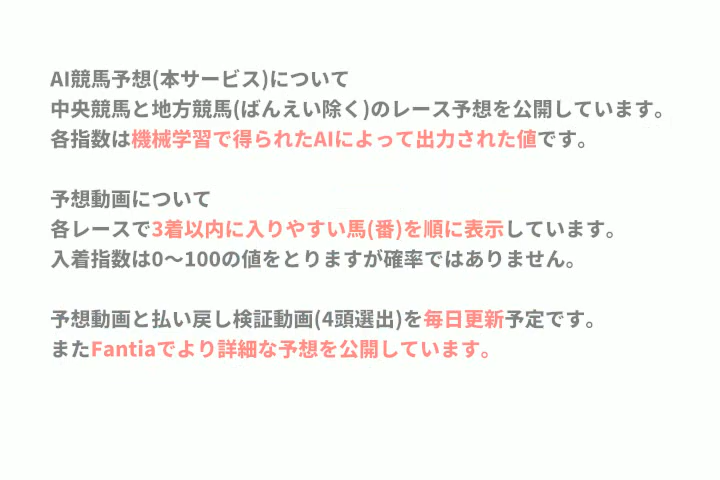 AI競馬予想(本サービス)について
中央競馬と地方競馬(ばんえい除く)のレース予想を公開しています。
各指数は機械学習で得られたAIによって出力された値です。
予想動画について
各レースで3着以内に入りやすい馬(番)を順に表示しています。
入着指数は0～100の値をとりますが確率ではありません。
予想動画と払い戻し検証動画(4頭選出)を毎日更新予定です。
またFantiaでより詳細な予想を公開しています。